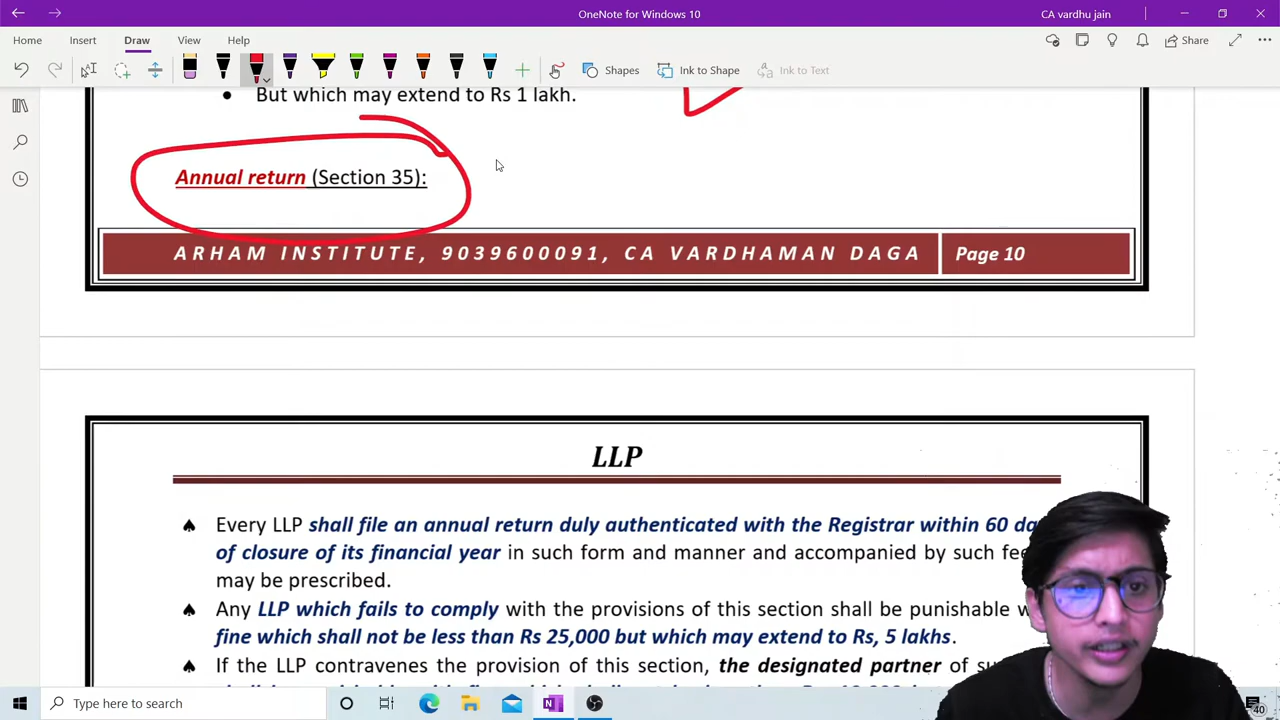 OneNote for Windows 10
CA vardhu jain
Home Insert Draw View Help
Share
Shapes Ink to Shape Ink to Text
• But which may extend to Rs 1 lakh.
Annual return (Section 35):
ARHAM INSTITUTE, 9039600091, CA VARDHAMAN DAGA Page 10
LLP
♠ Every LLP shall file an annual return duly authenticated with the Registrar within 60
of closure of its financial year in such form and manner and accompanied by such
may be prescribed.
♠ Any LLP which fails to comply with the provisions of this section shall be punishable
fine which shall not be less than Rs 25,000 but which may extend to Rs, 5 lakhs.
♠ If the LLP contravenes the provision of this section, the designated partner of
Type here to search
40